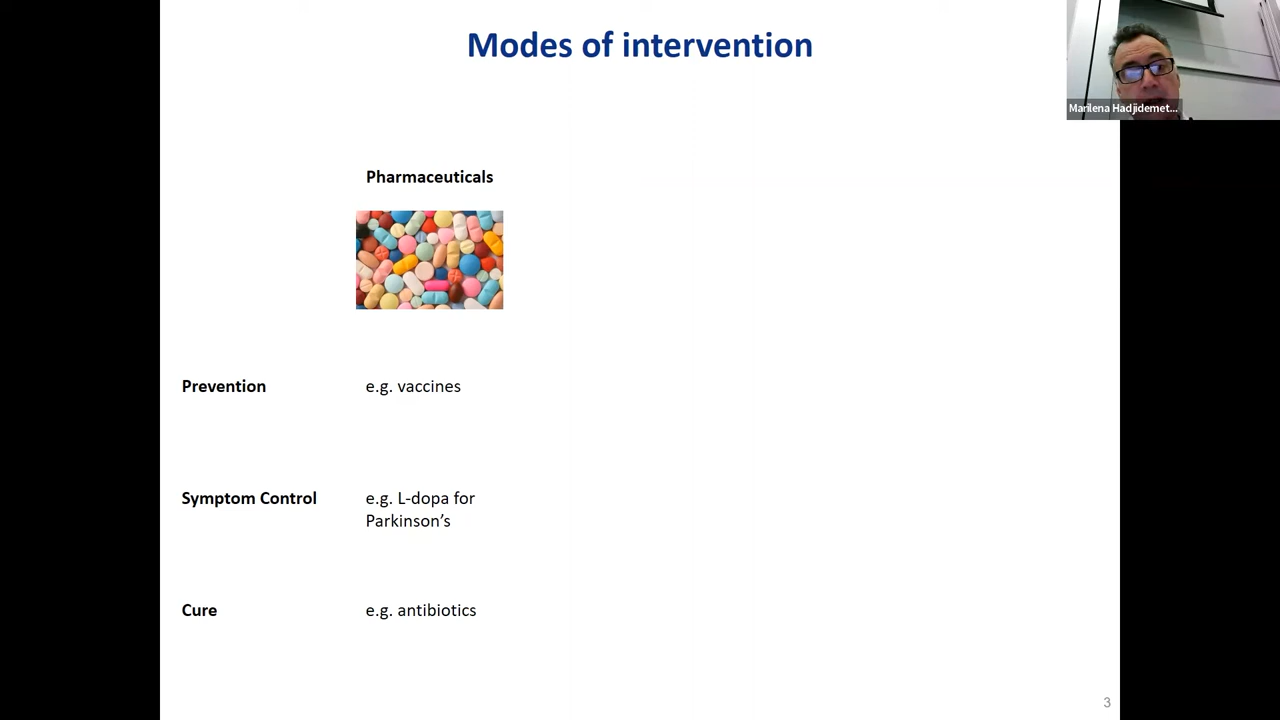 Modes of intervention
Marilena Hadjidemet...
Pharmaceuticals
Prevention
e.g. vaccines
Symptom Control
e.g. L-dopa for
Parkinson’s
Cure
e.g. antibiotics
3